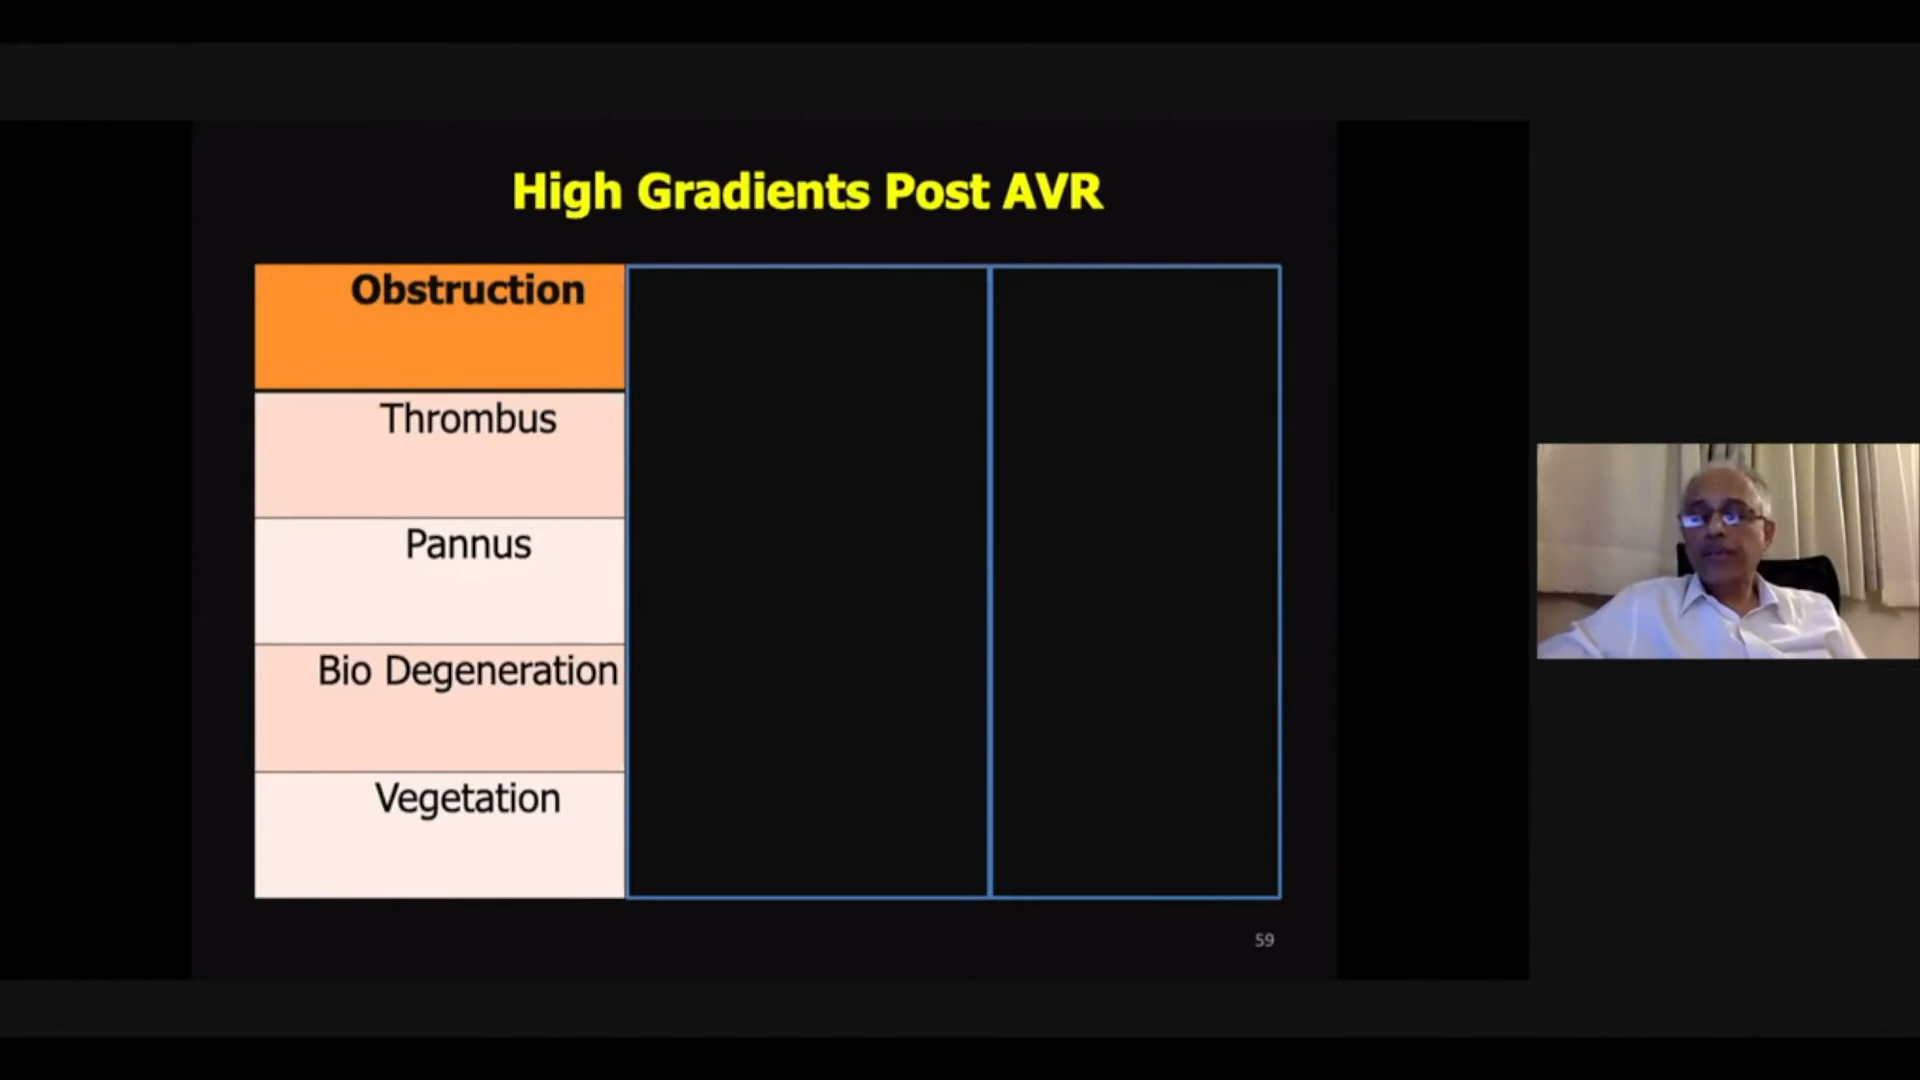 High Gradients Post AVR
Obstruction
Thrombus
Pannus
Bio Degeneration
Vegetation
59